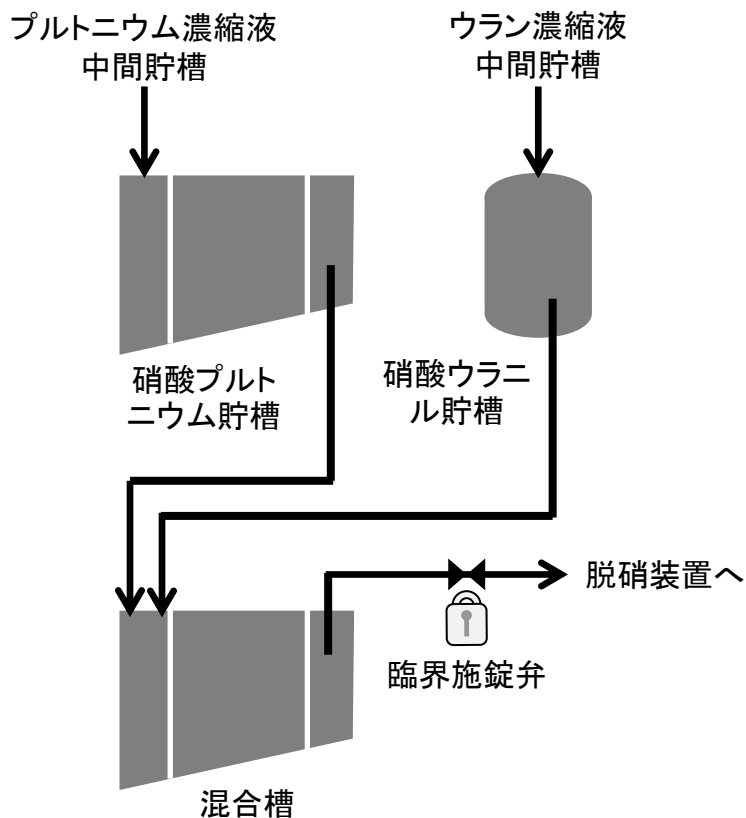 プルトニウム濃縮液
中間貯槽
ウラン濃縮液
中間貯槽
硝酸プルト
ニウム貯槽
硝酸ウラニ
ル貯槽
脱硝装置へ
臨界施錠弁
混合槽